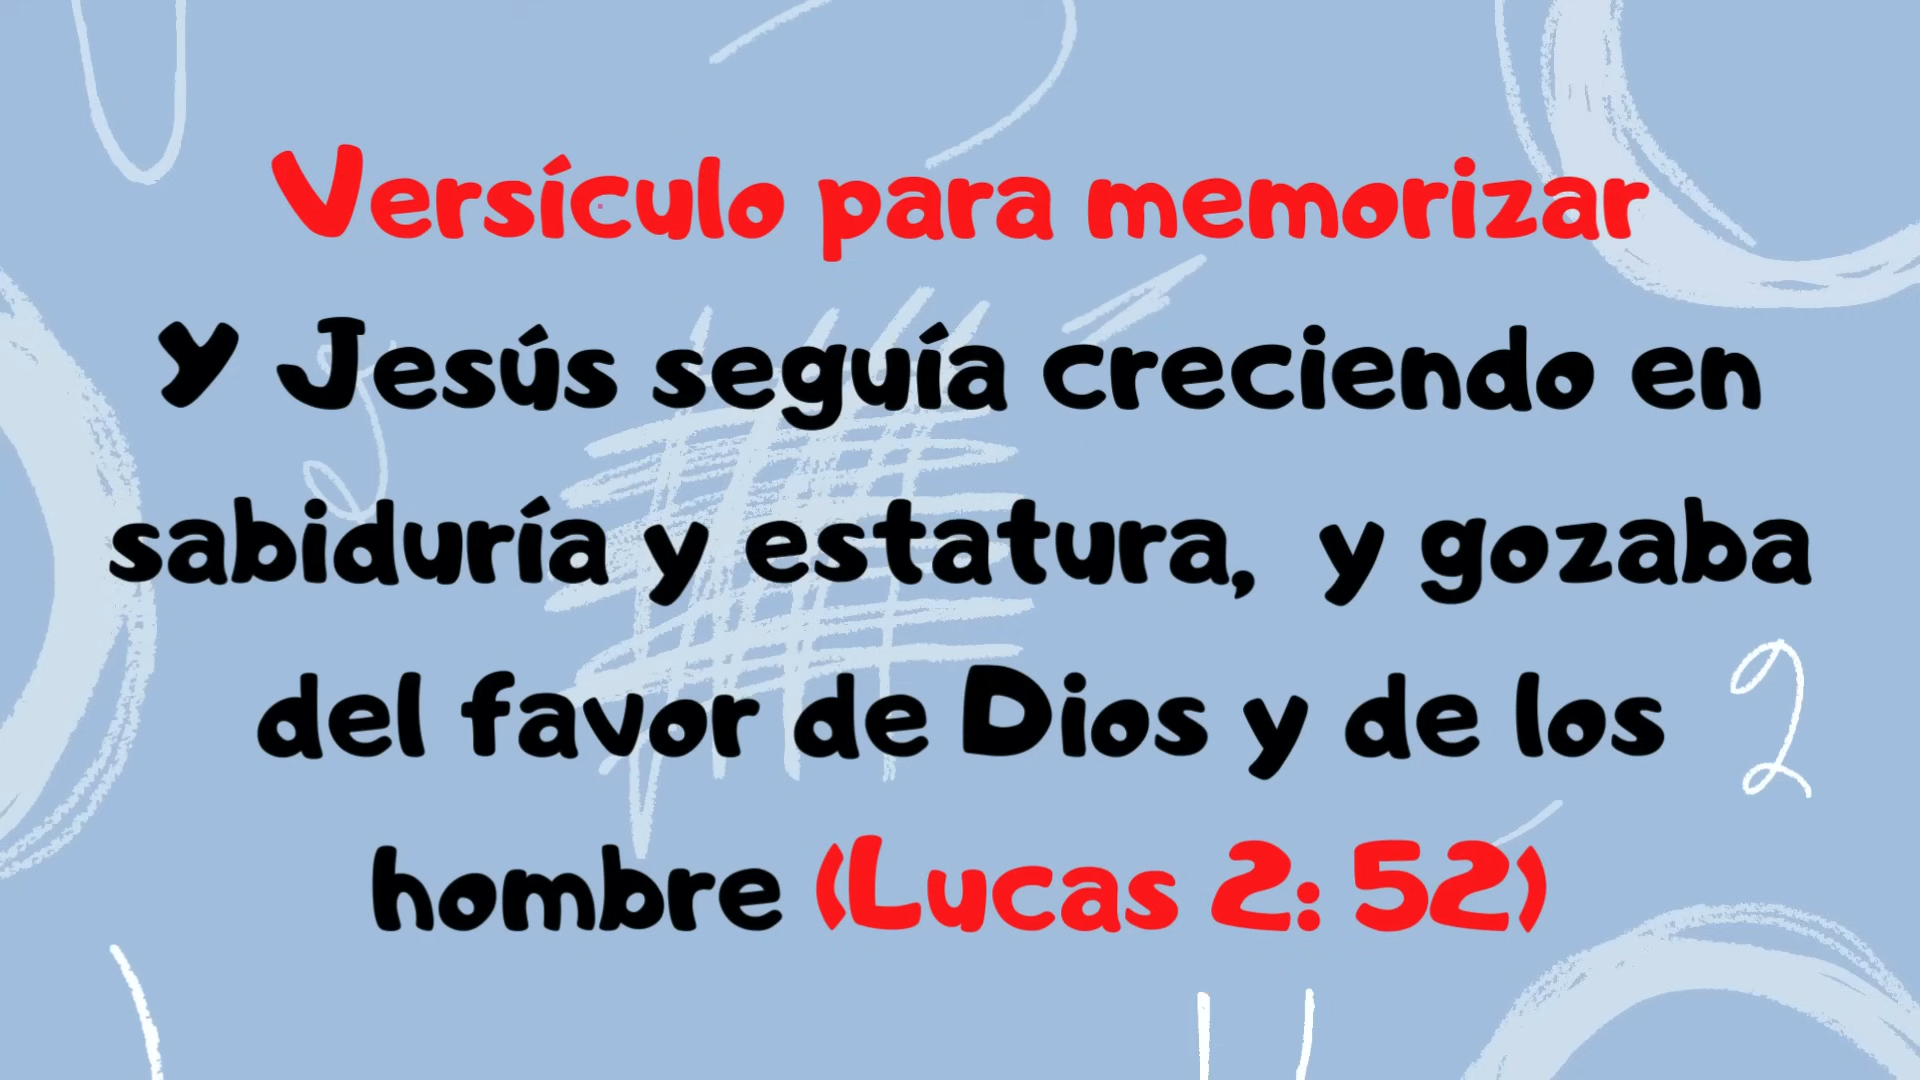 Versículo para memorizar
Y Jesús seguía creciendo en
sabiduría y estatura, y gozaba
del favor de Dios y de los
hombre (Lucas 2: 52)